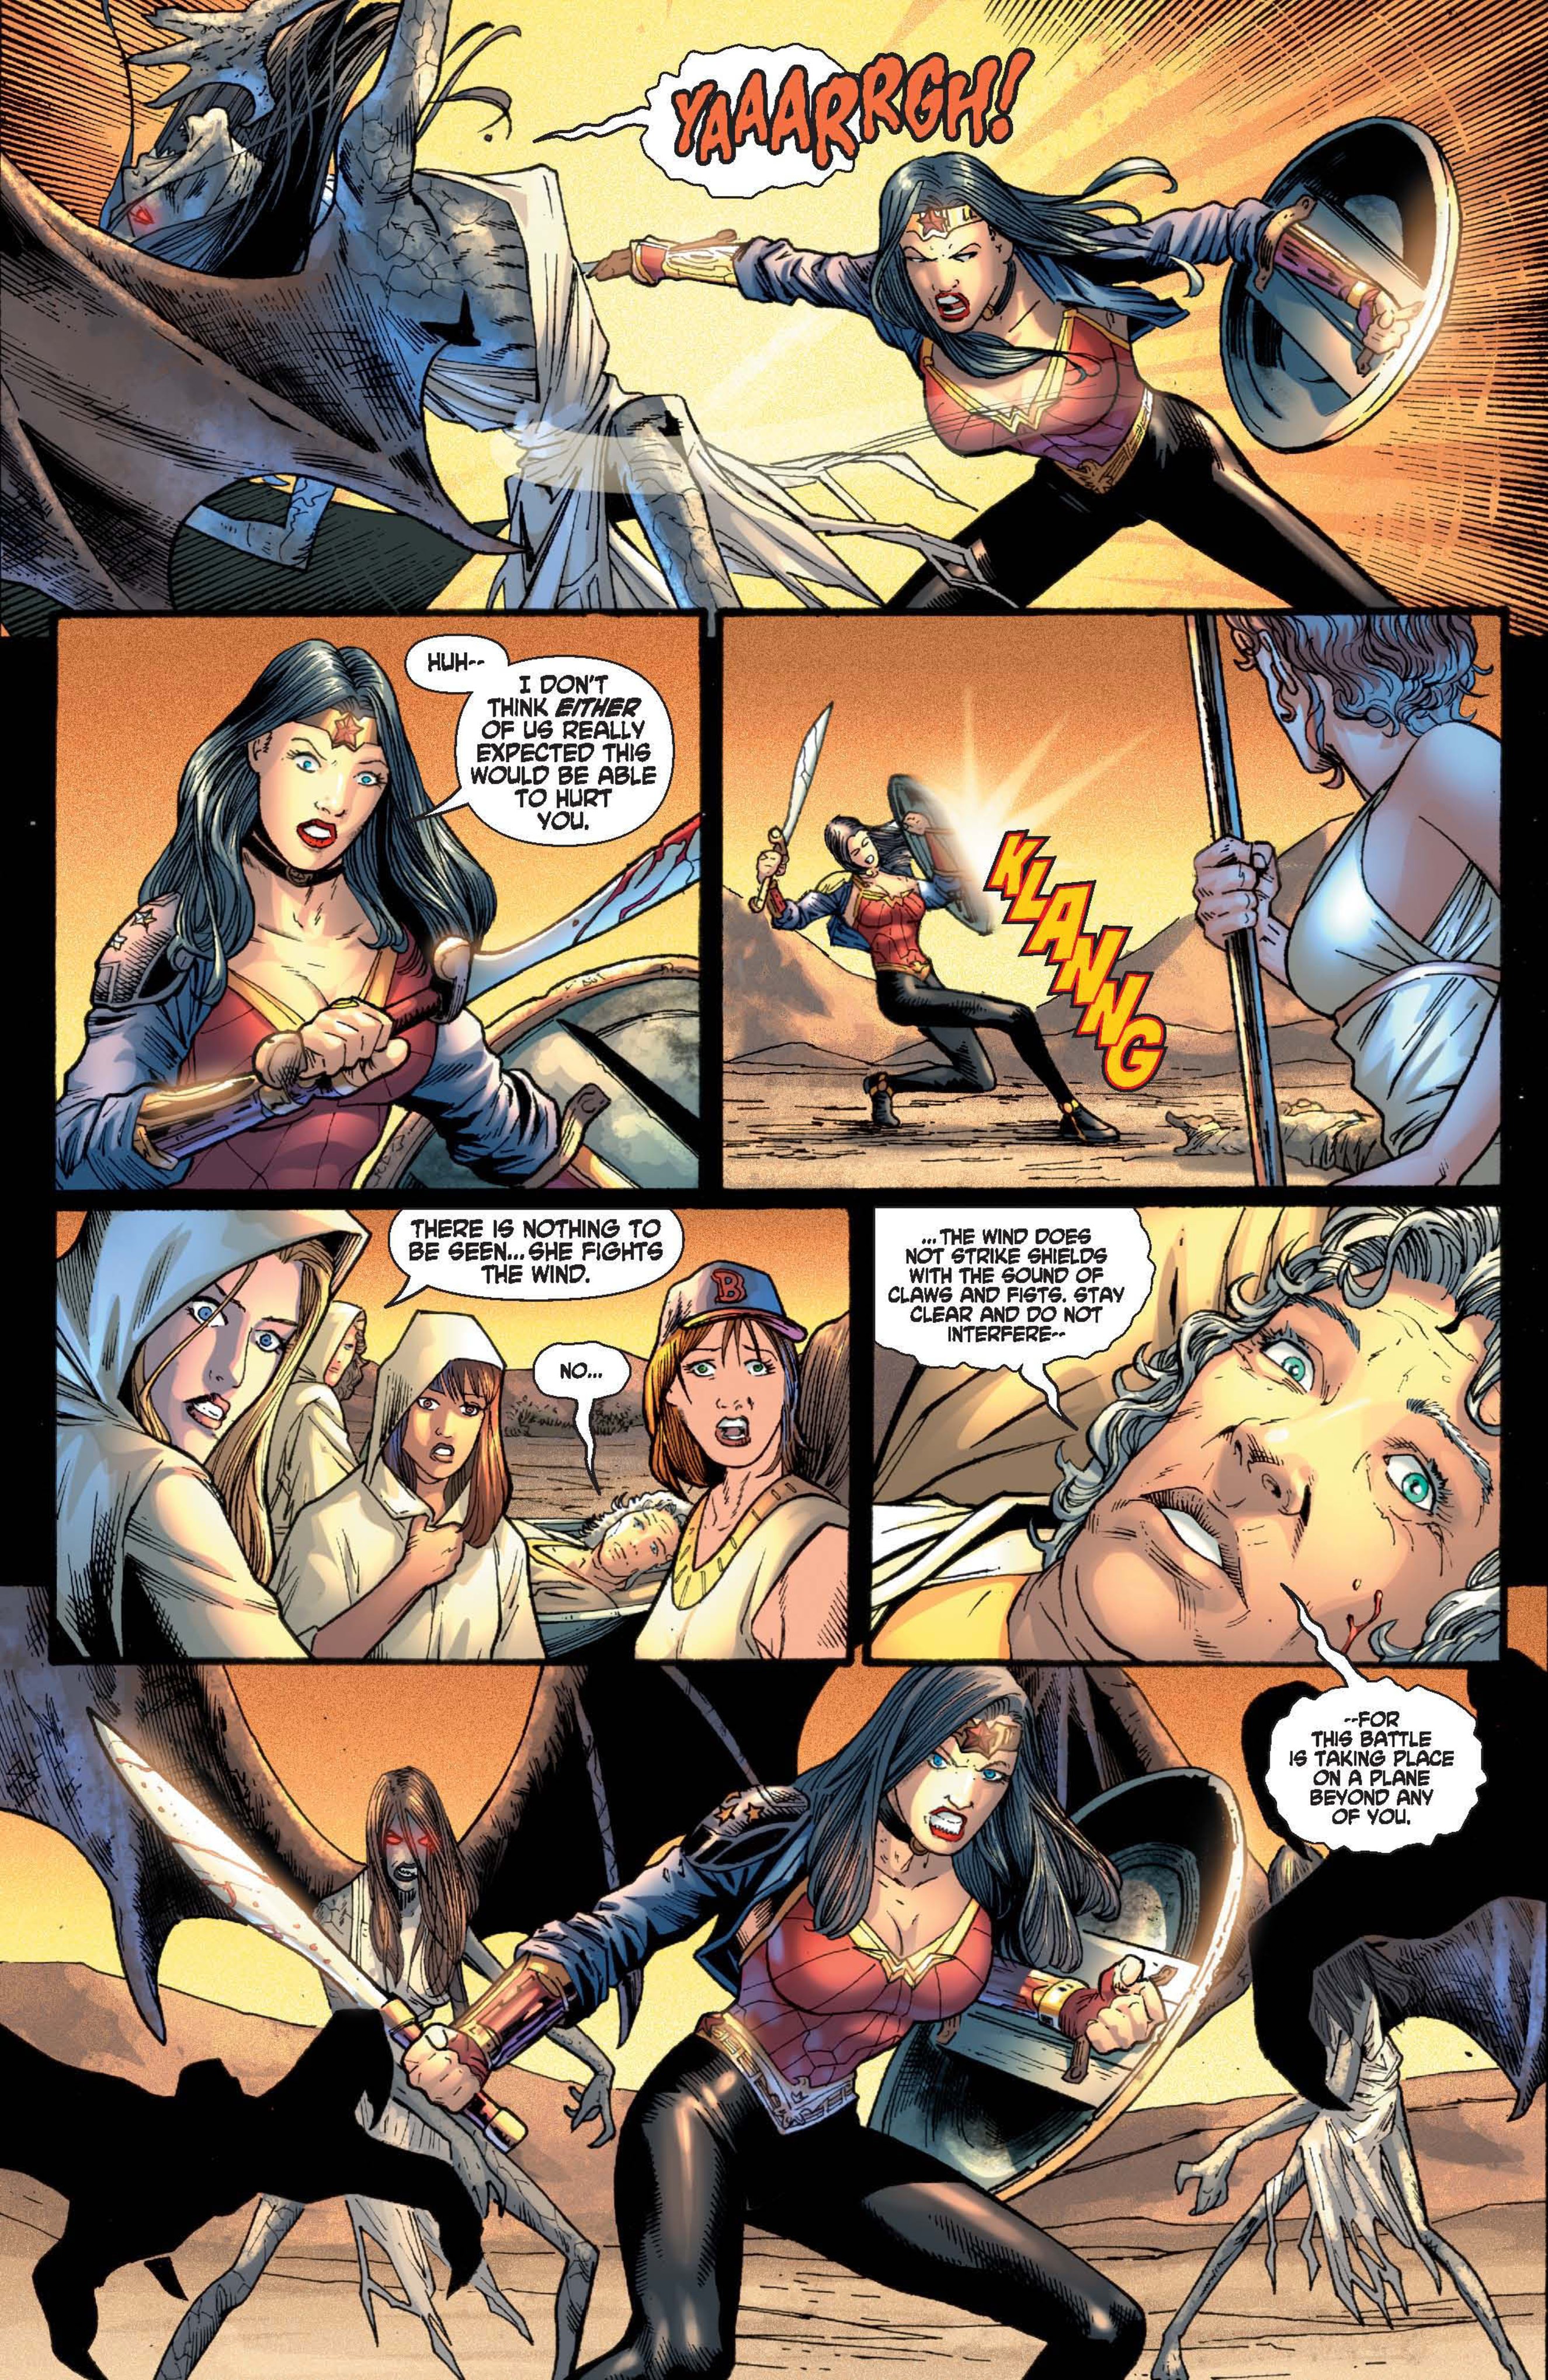 YAAARRGH!
HUH--
I DON'T
THINK EITHER
OF US REALLY
EXPECTED THIS
WOULD BE ABLE
TO HURT
YOU.
KLANNG
THERE IS NOTHING TO
BE SEEN... SHE FIGHTS
THE WIND.
B
NO...
...THE WIND DOES
NOT STRIKE SHIELDS
WITH THE SOUND OF
CLAWS AND FISTS. STAY
CLEAR AND DO NOT
INTERFERE--
--FOR
THIS BATTLE
IS TAKING PLACE
ON A PLANE
BEYOND ANY
OF YOU.